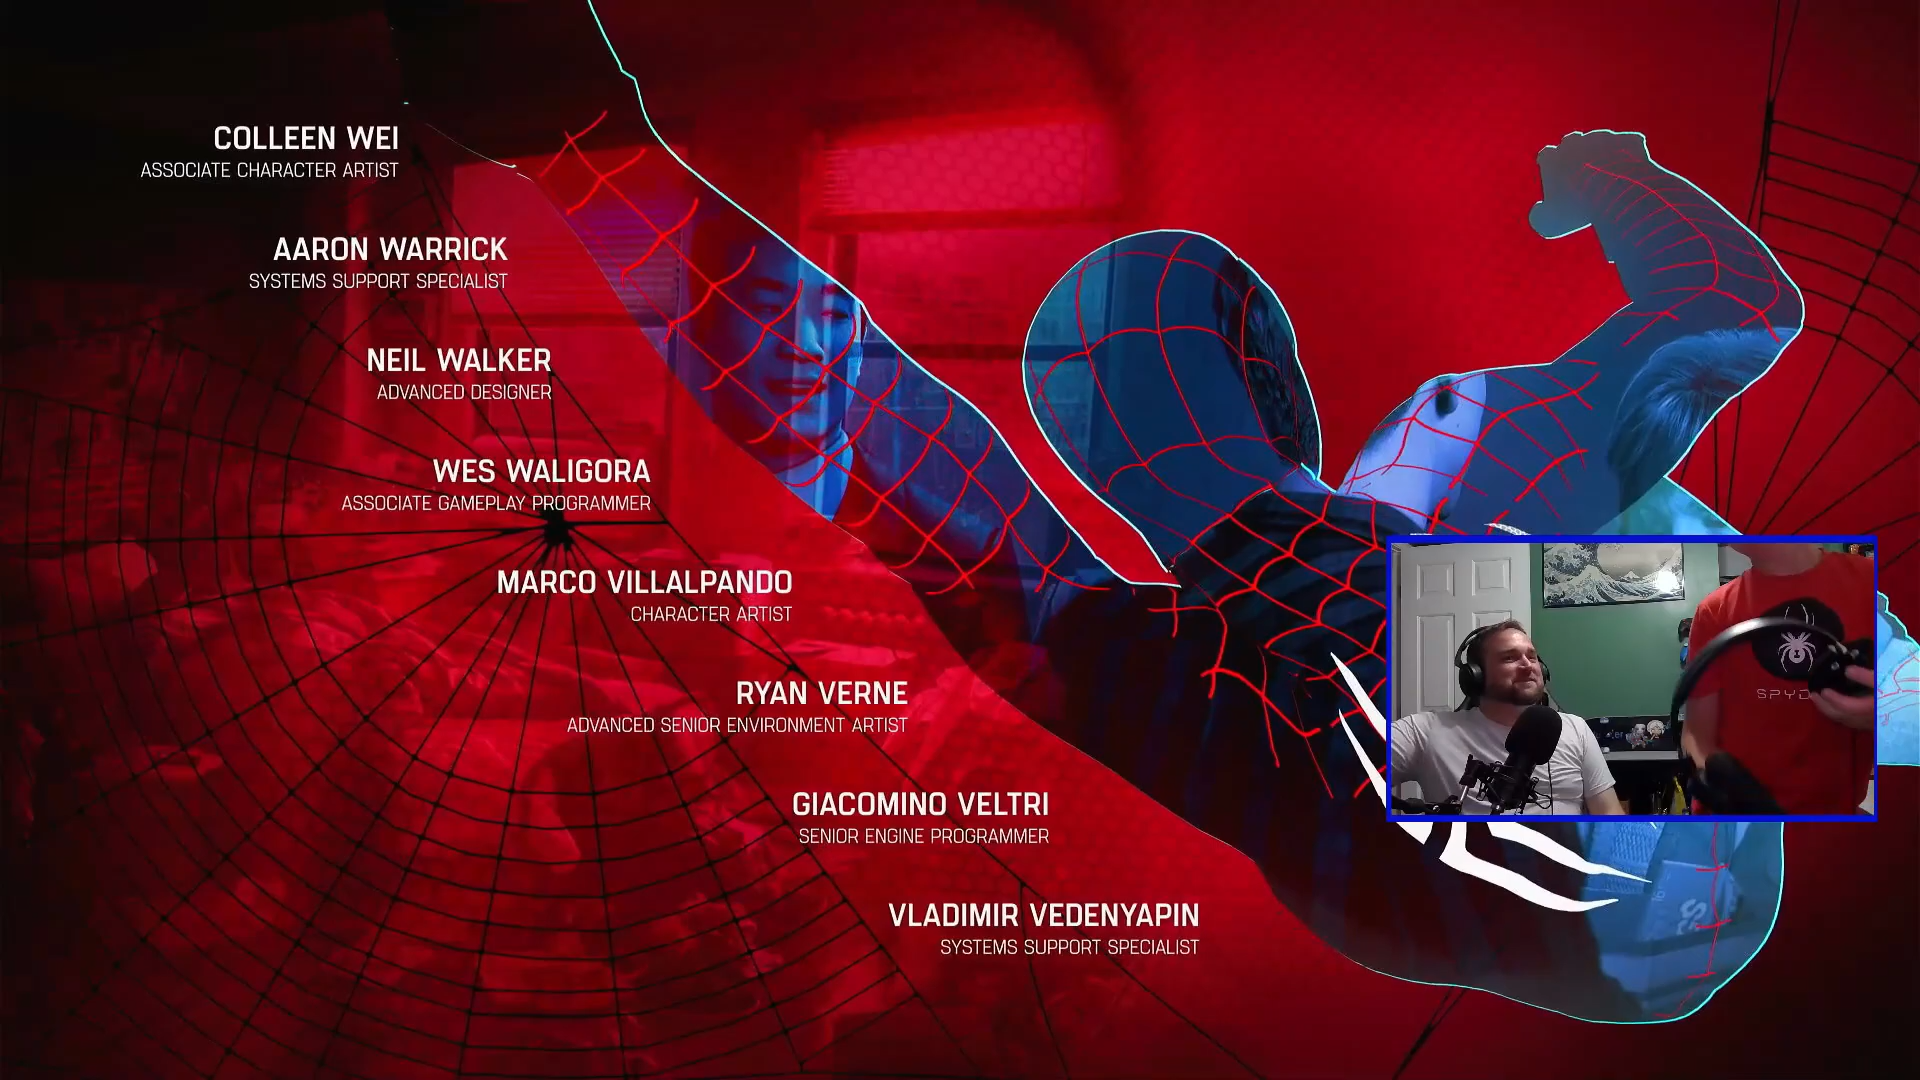 COLLEEN WEI
ASSOCIATE CHARACTER ARTIST
AARON WARRICK
SYSTEMS SUPPORT SPECIALIST
NEIL WALKER
ADVANCED DESIGNER
WES WALIGORA
ASSOCIATE GAMEPLAY PROGRAMMER
MARCO VILLALPANDO
CHARACTER ARTIST
RYAN VERNE
ADVANCED SENIOR ENVIRONMENT ARTIST
GIACOMINO VELTRI
SENIOR ENGINE PROGRAMMER
VLADIMIR VEDENYAPIN
SYSTEMS SUPPORT SPECIALIST